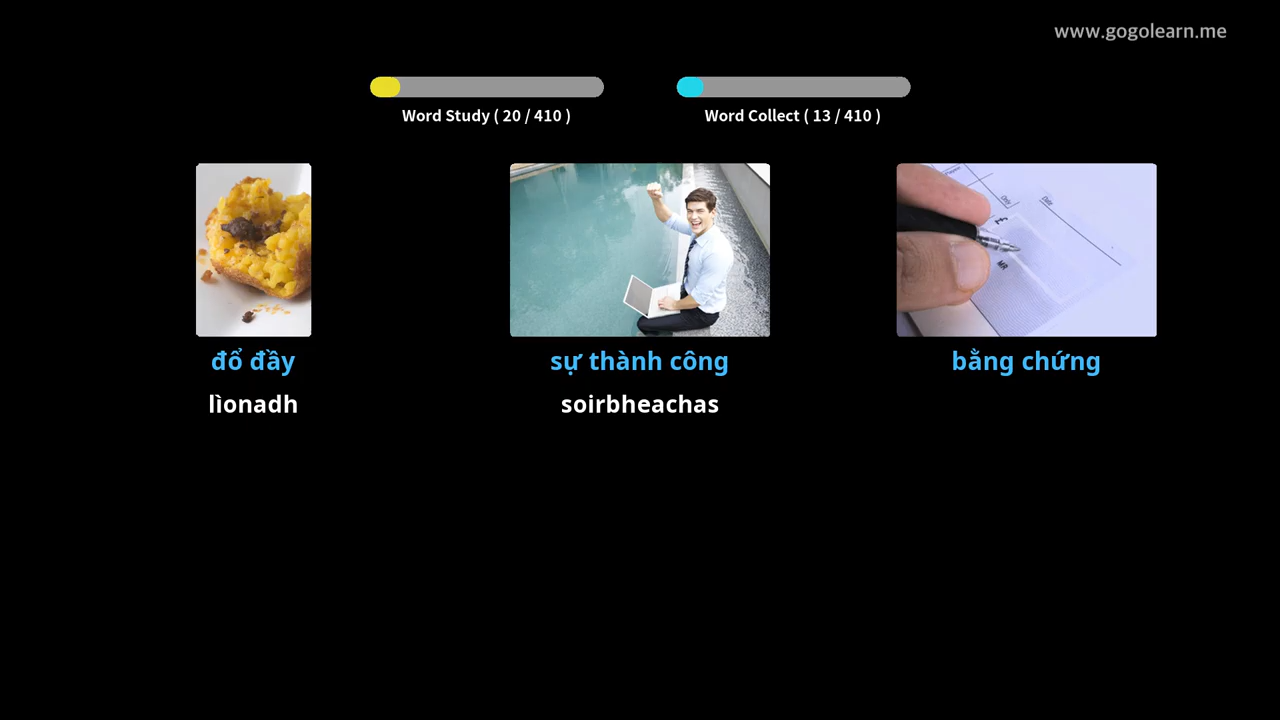 www.gogolearn.me
Word Study ( 20 / 410 )
Word Collect ( 13 / 410 )
đổ đầy
sự thành công
bằng chứng
lìonadh
soirbheachas